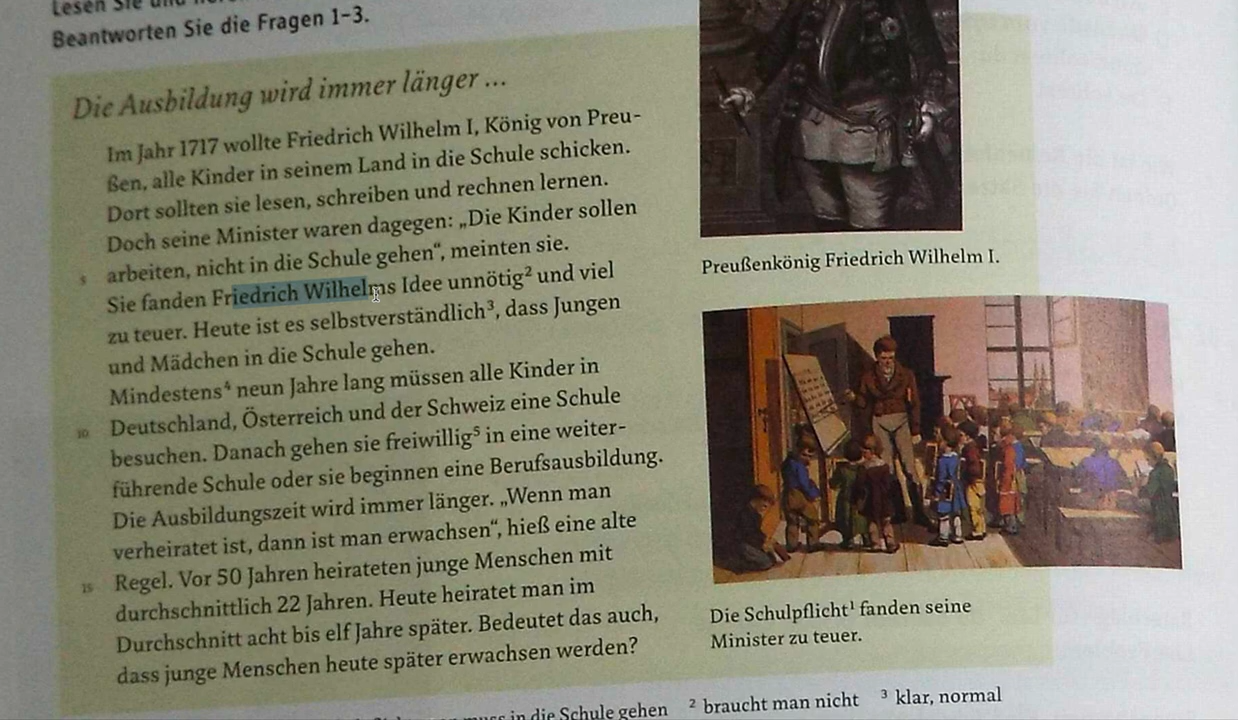 Lesen Sie und
Beantworten Sie die Fragen 1–3.
Die Ausbildung wird immer länger ...
Im Jahr 1717 wollte Friedrich Wilhelm I, König von Preu-
ßen, alle Kinder in seinem Land in die Schule schicken.
Dort sollten sie lesen, schreiben und rechnen lernen.
Doch seine Minister waren dagegen: „Die Kinder sollen
5 arbeiten, nicht in die Schule gehen“, meinten sie.
Sie fanden Friedrich Wilhelms Idee unnötig² und viel
zu teuer. Heute ist es selbstverständlich³, dass Jungen
und Mädchen in die Schule gehen.
Mindestens⁴ neun Jahre lang müssen alle Kinder in
10 Deutschland, Österreich und der Schweiz eine Schule
besuchen. Danach gehen sie freiwillig⁵ in eine weiter-
führende Schule oder sie beginnen eine Berufsausbildung.
Die Ausbildungszeit wird immer länger. „Wenn man
verheiratet ist, dann ist man erwachsen“, hieß eine alte
15 Regel. Vor 50 Jahren heirateten junge Menschen mit
durchschnittlich 22 Jahren. Heute heiratet man im
Durchschnitt acht bis elf Jahre später. Bedeutet das auch,
dass junge Menschen heute später erwachsen werden?
Preußenkönig Friedrich Wilhelm I.
Die Schulpflicht¹ fanden seine
Minister zu teuer.
muss in die Schule gehen ² braucht man nicht ³ klar, normal